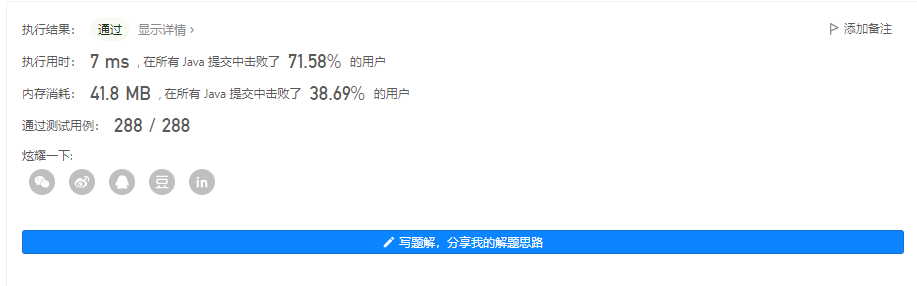 执行结果： 通过 显示详情 › 添加备注
执行用时： 7 ms , 在所有 Java 提交中击败了 71.58% 的用户
内存消耗： 41.8 MB , 在所有 Java 提交中击败了 38.69% 的用户
通过测试用例： 288 / 288
炫耀一下:
豆 in
写题解，分享我的解题思路